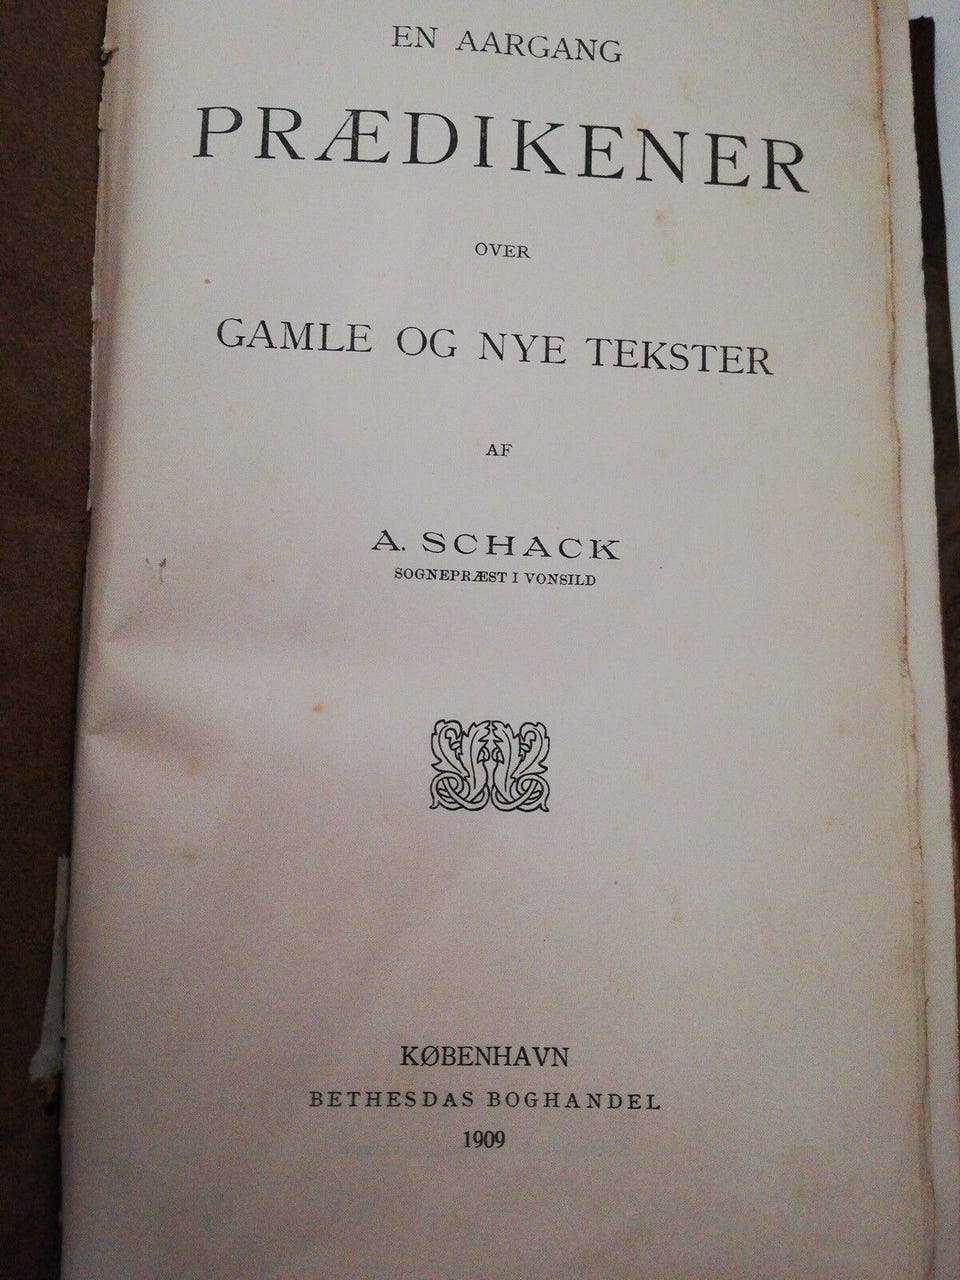 EN AARGANG
PRÆDIKENER
OVER
GAMLE OG NYE TEKSTER
AF
A. SCHACK
SOGNEPRÆST I VONSILD
KØBENHAVN
BETHESDAS BOGHANDEL
1909